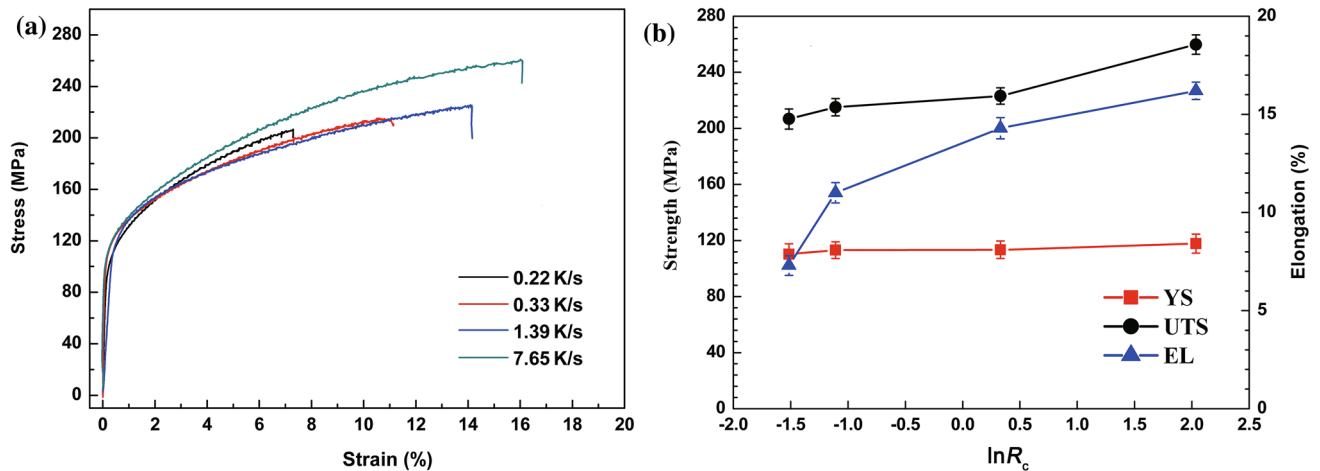 (a)
280
240
200
160
120
80
40
0
Stress (MPa)
0 2 4 6 8 10 12 14 16 18 20
Strain (%)
0.22 K/s
0.33 K/s
1.39 K/s
7.65 K/s
(b)
280
240
200
160
120
80
40
0
Strength (MPa)
20
15
10
5
0
Elongation (%)
-2.0 -1.5 -1.0 -0.5 0.0 0.5 1.0 1.5 2.0 2.5
lnRc
YS
UTS
EL